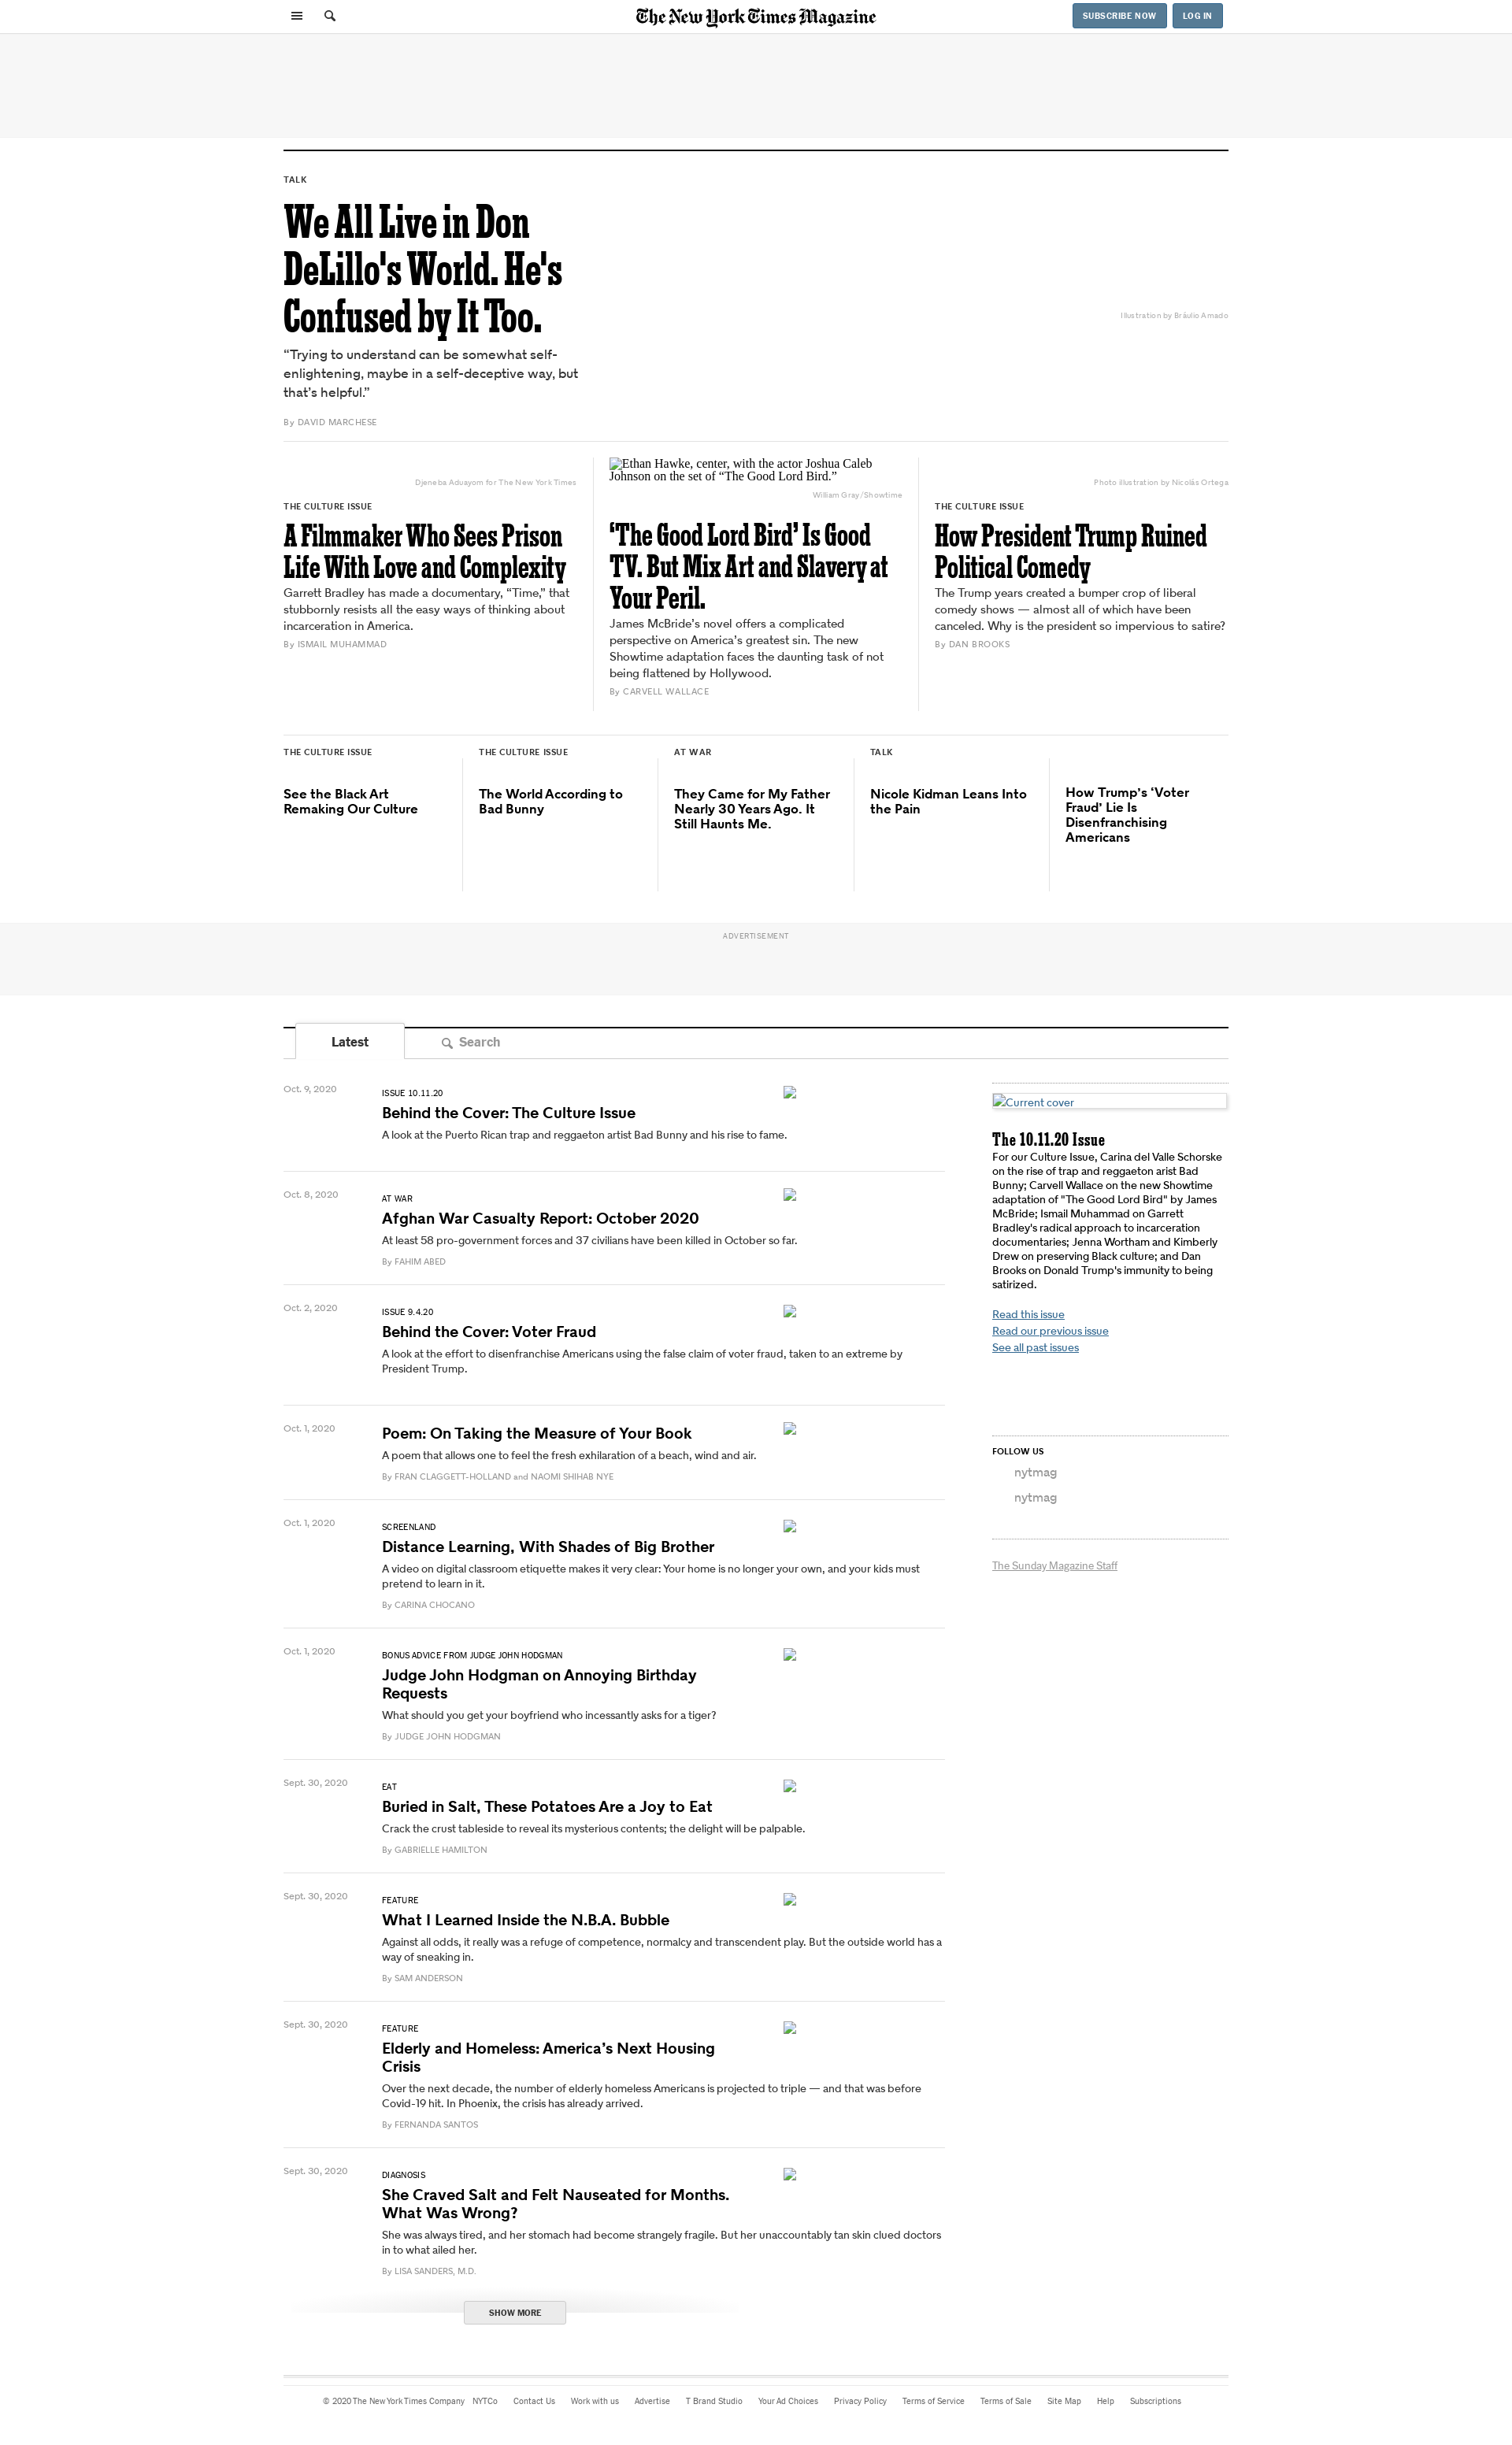 The New York Times Magazine
SUBSCRIBE NOW
LOG IN
TALK
We All Live in Don
DeLillo's World. He's
Confused by It Too.
“Trying to understand can be somewhat self-
enlightening, maybe in a self-deceptive way, but
that’s helpful.”
By DAVID MARCHESE
Illustration by Bráulio Amado
Djeneba Aduayom for The New York Times
THE CULTURE ISSUE
A Filmmaker Who Sees Prison
Life With Love and Complexity
Garrett Bradley has made a documentary, “Time,” that
stubbornly resists all the easy ways of thinking about
incarceration in America.
By ISMAIL MUHAMMAD
Ethan Hawke, center, with the actor Joshua Caleb
Johnson on the set of “The Good Lord Bird.”
William Gray/Showtime
‘The Good Lord Bird’ Is Good
TV. But Mix Art and Slavery at
Your Peril.
James McBride’s novel offers a complicated
perspective on America’s greatest sin. The new
Showtime adaptation faces the daunting task of not
being flattened by Hollywood.
By CARVELL WALLACE
Photo illustration by Nicolás Ortega
THE CULTURE ISSUE
How President Trump Ruined
Political Comedy
The Trump years created a bumper crop of liberal
comedy shows — almost all of which have been
canceled. Why is the president so impervious to satire?
By DAN BROOKS
THE CULTURE ISSUE
See the Black Art
Remaking Our Culture
THE CULTURE ISSUE
The World According to
Bad Bunny
AT WAR
They Came for My Father
Nearly 30 Years Ago. It
Still Haunts Me.
TALK
Nicole Kidman Leans Into
the Pain
How Trump’s ‘Voter
Fraud’ Lie Is
Disenfranchising
Americans
ADVERTISEMENT
Latest
Search
Oct. 9, 2020
ISSUE 10.11.20
Behind the Cover: The Culture Issue
A look at the Puerto Rican trap and reggaeton artist Bad Bunny and his rise to fame.
Oct. 8, 2020
AT WAR
Afghan War Casualty Report: October 2020
At least 58 pro-government forces and 37 civilians have been killed in October so far.
By FAHIM ABED
Oct. 2, 2020
ISSUE 9.4.20
Behind the Cover: Voter Fraud
A look at the effort to disenfranchise Americans using the false claim of voter fraud, taken to an extreme by
President Trump.
Oct. 1, 2020
Poem: On Taking the Measure of Your Book
A poem that allows one to feel the fresh exhilaration of a beach, wind and air.
By FRAN CLAGGETT-HOLLAND and NAOMI SHIHAB NYE
Oct. 1, 2020
SCREENLAND
Distance Learning, With Shades of Big Brother
A video on digital classroom etiquette makes it very clear: Your home is no longer your own, and your kids must
pretend to learn in it.
By CARINA CHOCANO
Oct. 1, 2020
BONUS ADVICE FROM JUDGE JOHN HODGMAN
Judge John Hodgman on Annoying Birthday
Requests
What should you get your boyfriend who incessantly asks for a tiger?
By JUDGE JOHN HODGMAN
Sept. 30, 2020
EAT
Buried in Salt, These Potatoes Are a Joy to Eat
Crack the crust tableside to reveal its mysterious contents; the delight will be palpable.
By GABRIELLE HAMILTON
Sept. 30, 2020
FEATURE
What I Learned Inside the N.B.A. Bubble
Against all odds, it really was a refuge of competence, normalcy and transcendent play. But the outside world has a
way of sneaking in.
By SAM ANDERSON
Sept. 30, 2020
FEATURE
Elderly and Homeless: America’s Next Housing
Crisis
Over the next decade, the number of elderly homeless Americans is projected to triple — and that was before
Covid-19 hit. In Phoenix, the crisis has already arrived.
By FERNANDA SANTOS
Sept. 30, 2020
DIAGNOSIS
She Craved Salt and Felt Nauseated for Months.
What Was Wrong?
She was always tired, and her stomach had become strangely fragile. But her unaccountably tan skin clued doctors
in to what ailed her.
By LISA SANDERS, M.D.
SHOW MORE
Current cover
The 10.11.20 Issue
For our Culture Issue, Carina del Valle Schorske
on the rise of trap and reggaeton arist Bad
Bunny; Carvell Wallace on the new Showtime
adaptation of "The Good Lord Bird" by James
McBride; Ismail Muhammad on Garrett
Bradley's radical approach to incarceration
documentaries; Jenna Wortham and Kimberly
Drew on preserving Black culture; and Dan
Brooks on Donald Trump's immunity to being
satirized.
Read this issue
Read our previous issue
See all past issues
FOLLOW US
nytmag
nytmag
The Sunday Magazine Staff
© 2020 The New York Times Company NYTCo Contact Us Work with us Advertise T Brand Studio Your Ad Choices Privacy Policy Terms of Service Terms of Sale Site Map Help Subscriptions